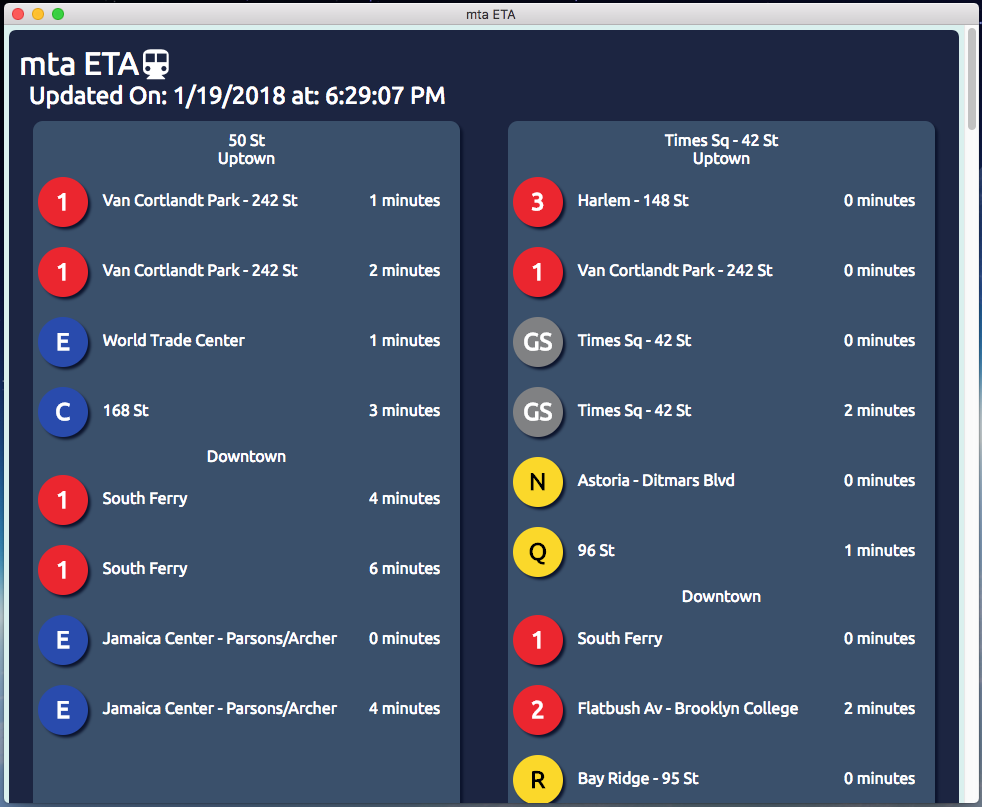 mta ETA
mta ETA
Updated On: 1/19/2018 at: 6:29:07 PM
50 St
Uptown
1 Van Cortlandt Park - 242 St 1 minutes
1 Van Cortlandt Park - 242 St 2 minutes
E World Trade Center 1 minutes
C 168 St 3 minutes
Downtown
1 South Ferry 4 minutes
1 South Ferry 6 minutes
E Jamaica Center - Parsons/Archer 0 minutes
E Jamaica Center - Parsons/Archer 4 minutes
Times Sq - 42 St
Uptown
3 Harlem - 148 St 0 minutes
1 Van Cortlandt Park - 242 St 0 minutes
GS Times Sq - 42 St 0 minutes
GS Times Sq - 42 St 2 minutes
N Astoria - Ditmars Blvd 0 minutes
Q 96 St 1 minutes
Downtown
1 South Ferry 0 minutes
2 Flatbush Av - Brooklyn College 2 minutes
R Bay Ridge - 95 St 0 minutes